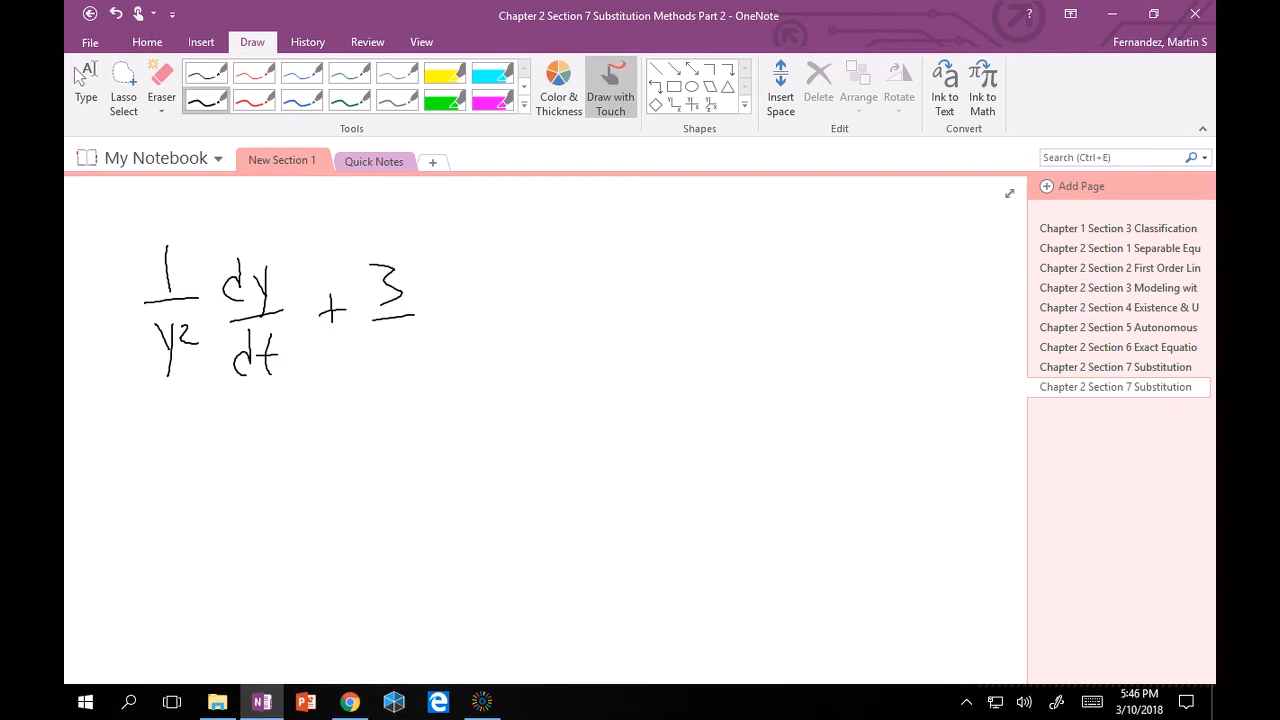 Chapter 2 Section 7 Substitution Methods Part 2 - OneNote
?
File Home Insert Draw History Review View
Fernandez, Martin S
Type
Lasso Select
Eraser
Color & Thickness
Draw with Touch
Insert Space
Delete
Arrange
Rotate
Ink to Text
Ink to Math
Tools
Shapes
Edit
Convert
My Notebook
New Section 1
Quick Notes
+
Search (Ctrl+E)
Add Page
Chapter 1 Section 3 Classification
Chapter 2 Section 1 Separable Equ
Chapter 2 Section 2 First Order Lin
Chapter 2 Section 3 Modeling wit
Chapter 2 Section 4 Existence & U
Chapter 2 Section 5 Autonomous
Chapter 2 Section 6 Exact Equatio
Chapter 2 Section 7 Substitution
Chapter 2 Section 7 Substitution
1 dy + 3
y² dt
5:46 PM
3/10/2018